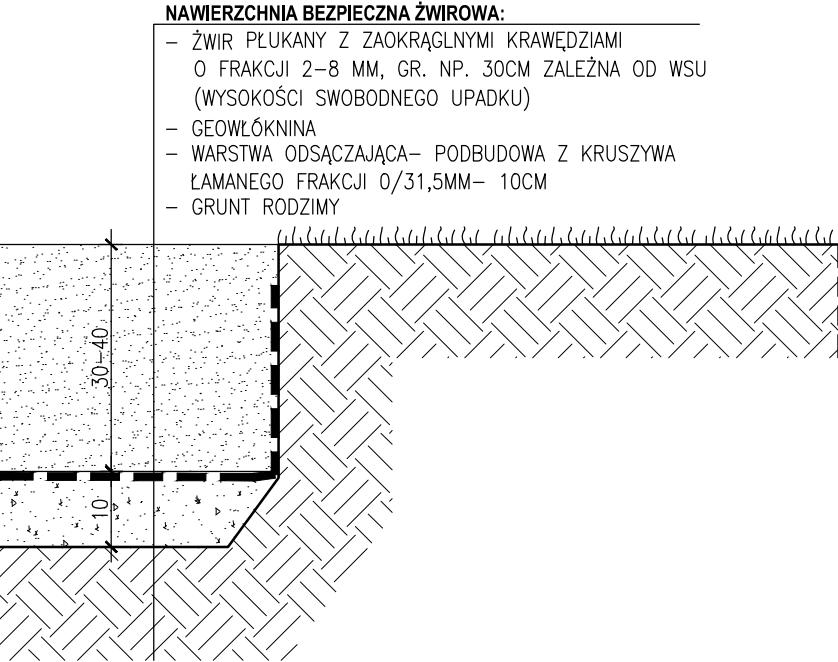 NAWIERZCHNIA BEZPIECZNA ŻWIROWA:
– ŻWIR PŁUKANY Z ZAOKRĄGLNYMI KRAWĘDZIAMI
O FRAKCJI 2–8 MM, GR. NP. 30CM ZALEŻNA OD WSU
(WYSOKOŚCI SWOBODNEGO UPADKU)
– GEOWŁÓKNINA
– WARSTWA ODSĄCZAJĄCA– PODBUDOWA Z KRUSZYWA
ŁAMANEGO FRAKCJI 0/31,5MM– 10CM
– GRUNT RODZIMY
30–40
10